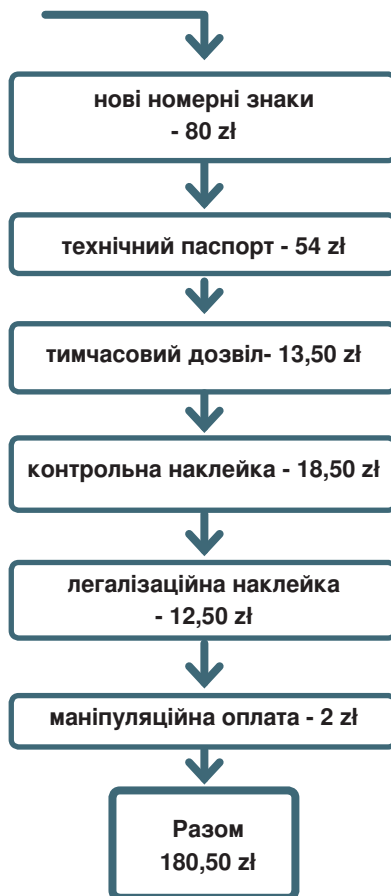 нові номерні знаки
- 80 zł
технічний паспорт - 54 zł
тимчасовий дозвіл- 13,50 zł
контрольна наклейка - 18,50 zł
легалізаційна наклейка
- 12,50 zł
маніпуляційна оплата - 2 zł
Разом
180,50 zł